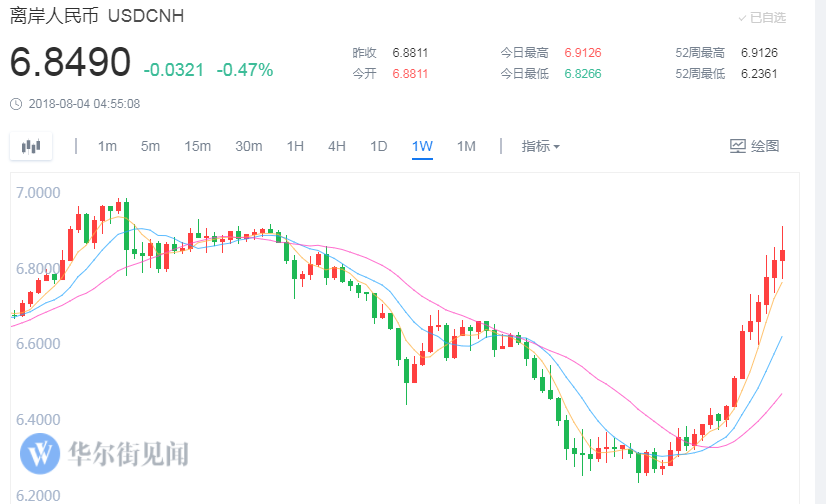 离岸人民币 USDCNH
已自选
6.8490 -0.0321 -0.47%
昨收 6.8811 今日最高 6.9126 52周最高 6.9126
今开 6.8811 今日最低 6.8266 52周最低 6.2361
2018-08-04 04:55:08
1m 5m 15m 30m 1H 4H 1D 1W 1M 指标 绘图
7.0000
6.8000
6.6000
6.4000
华尔街见闻
6.2000